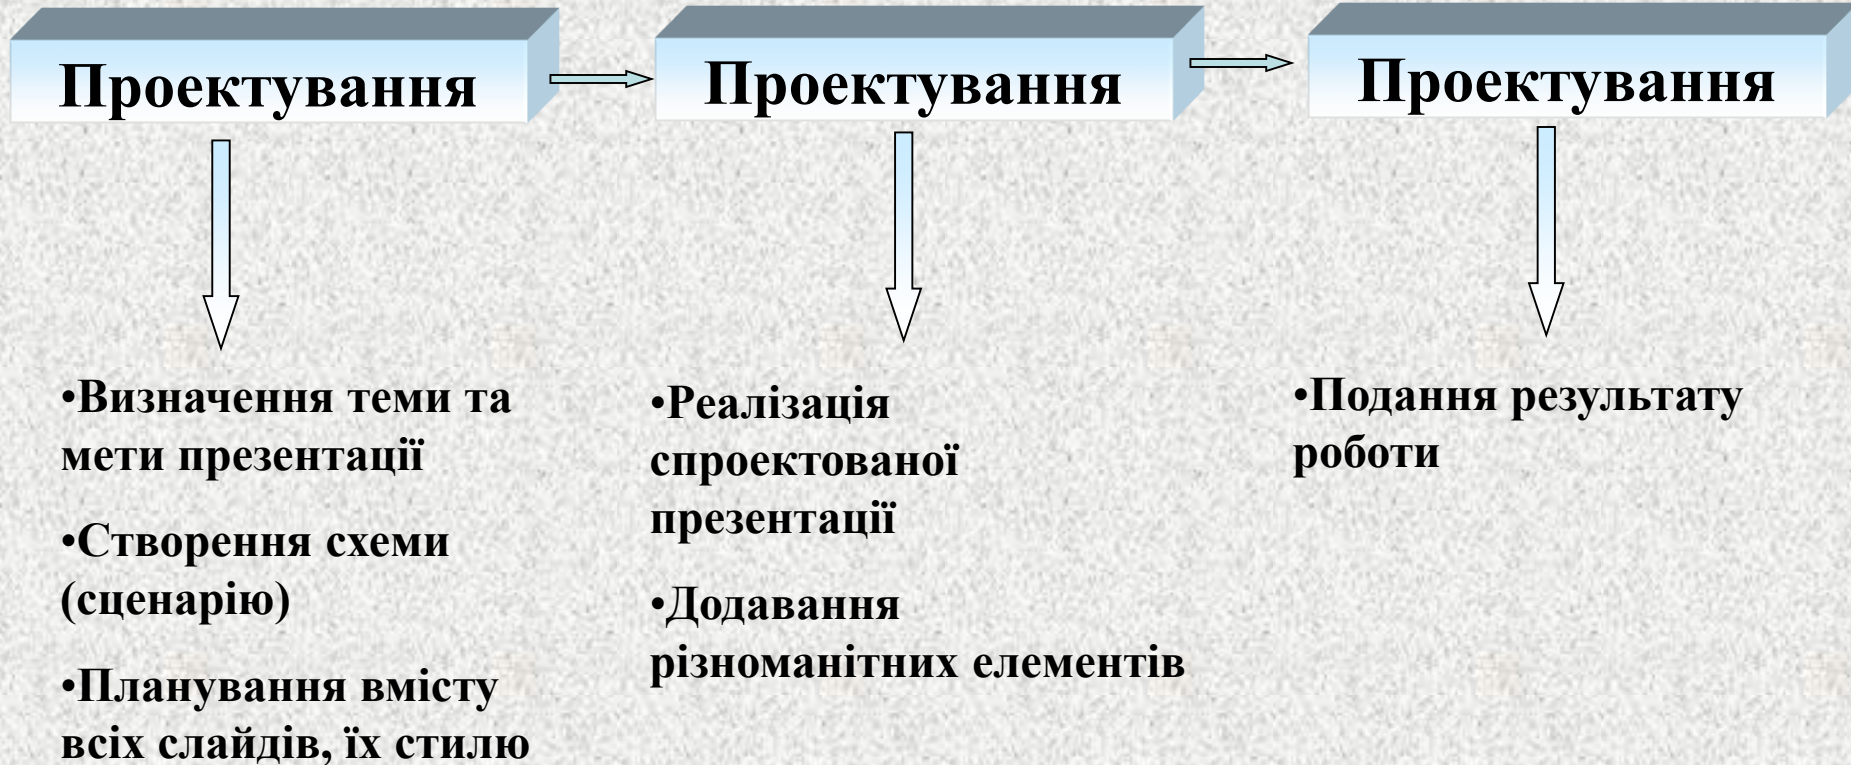 Проектування
Проектування
Проектування
•Визначення теми та
мети презентації
•Створення схеми
(сценарію)
•Планування вмісту
всіх слайдів, їх стилю
•Реалізація
спроектованої
презентації
•Додавання
різноманітних елементів
•Подання результату
роботи